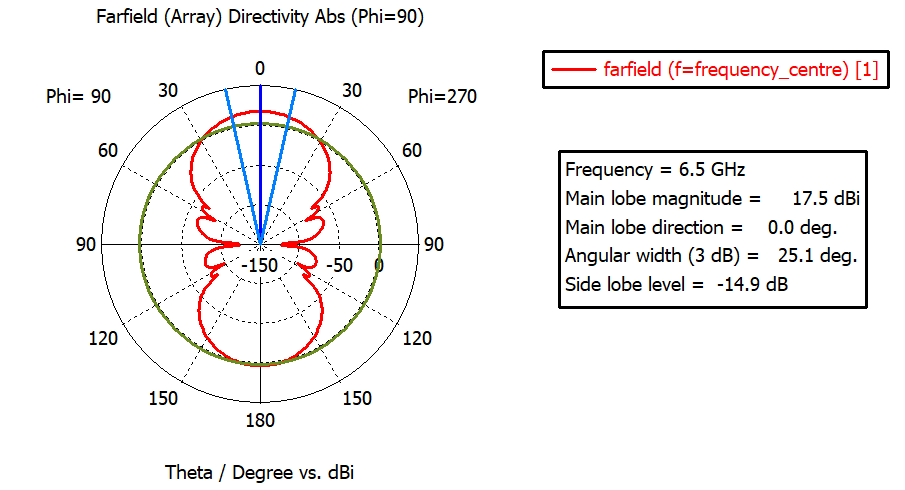 Farfield (Array) Directivity Abs (Phi=90)
farfield (f=frequency_centre) [1]
Phi= 90
30
0
30
Phi=270
60
60
90
-150
-50
0
90
120
120
150
150
180
Theta / Degree vs. dBi
Frequency = 6.5 GHz
Main lobe magnitude = 17.5 dBi
Main lobe direction = 0.0 deg.
Angular width (3 dB) = 25.1 deg.
Side lobe level = -14.9 dB